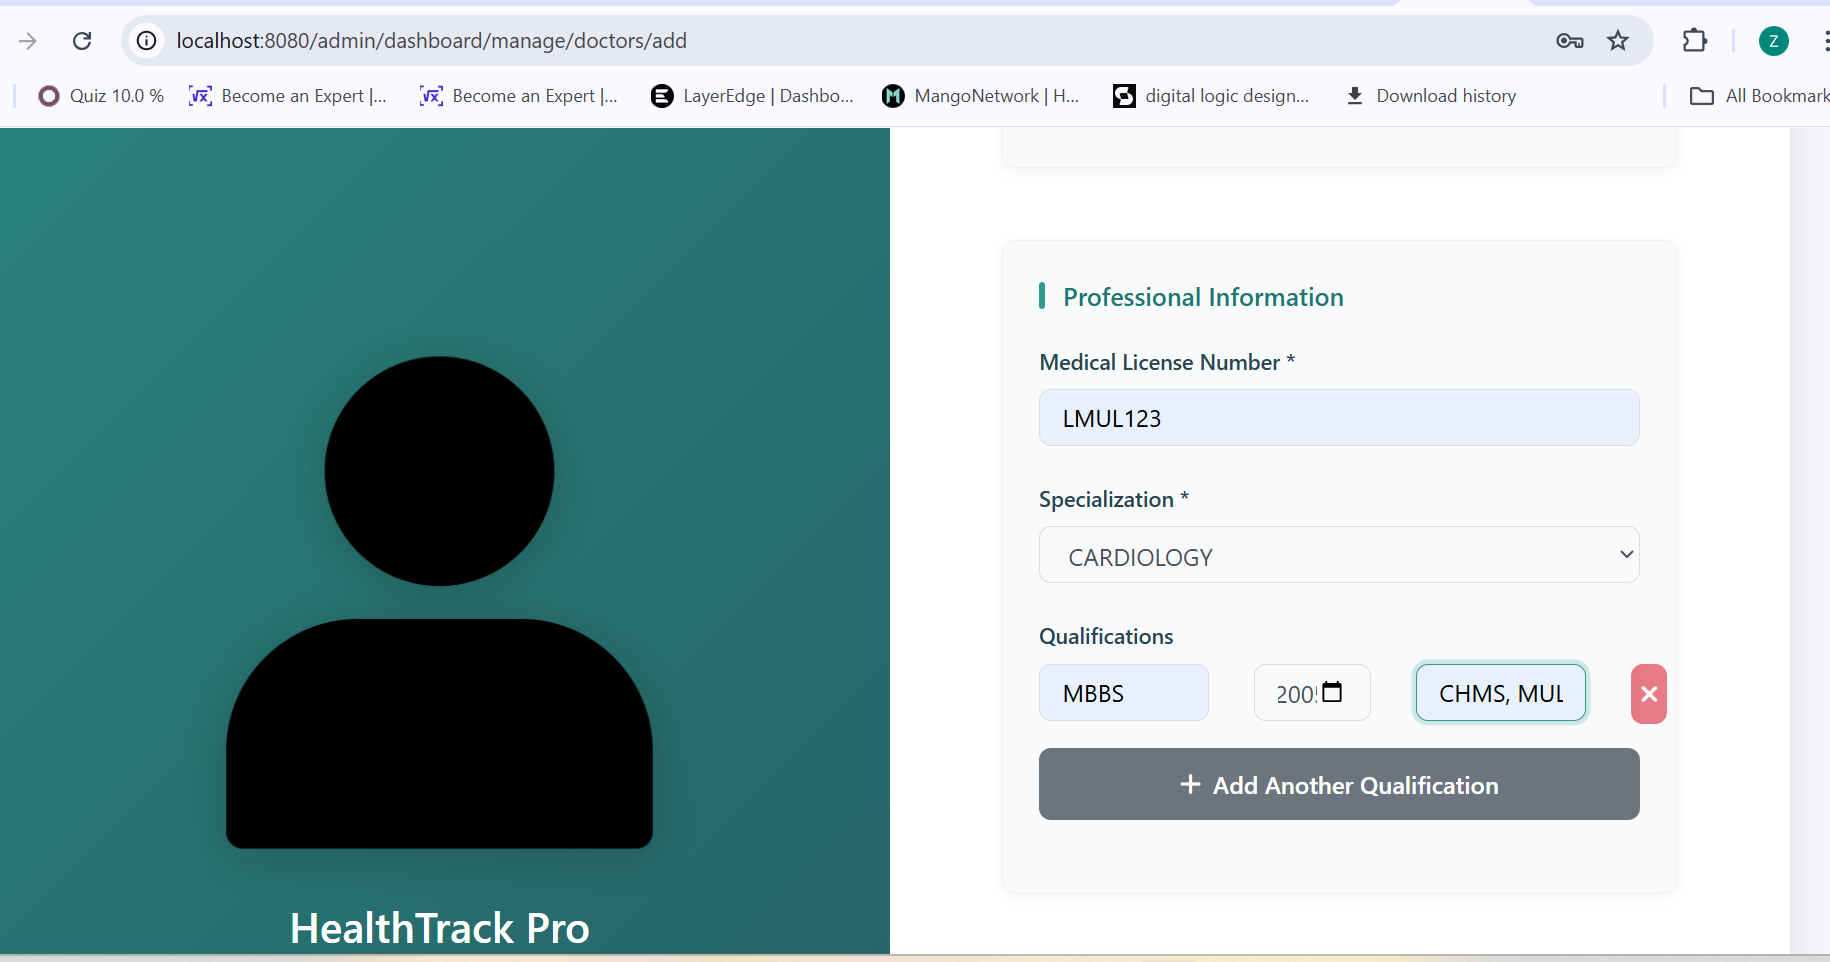 localhost:8080/admin/dashboard/manage/doctors/add
Z
Quiz 10.0 %
Become an Expert |...
Become an Expert |...
LayerEdge | Dashbo...
MangoNetwork | H...
digital logic design...
Download history
All Bookmark
Professional Information
Medical License Number *
LMUL123
Specialization *
CARDIOLOGY
Qualifications
MBBS
200
CHMS, MUL
+ Add Another Qualification
HealthTrack Pro